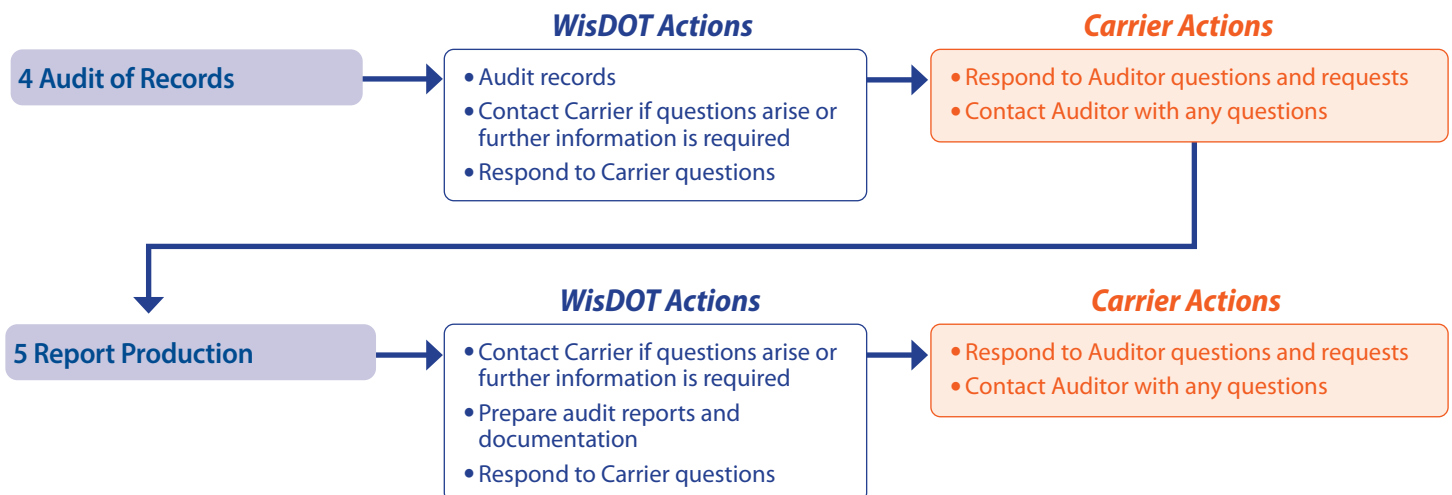 WisDOT Actions
Carrier Actions
4 Audit of Records
• Audit records
• Contact Carrier if questions arise or
further information is required
• Respond to Carrier questions
• Respond to Auditor questions and requests
• Contact Auditor with any questions
WisDOT Actions
Carrier Actions
5 Report Production
• Contact Carrier if questions arise or
further information is required
• Prepare audit reports and
documentation
• Respond to Carrier questions
• Respond to Auditor questions and requests
• Contact Auditor with any questions